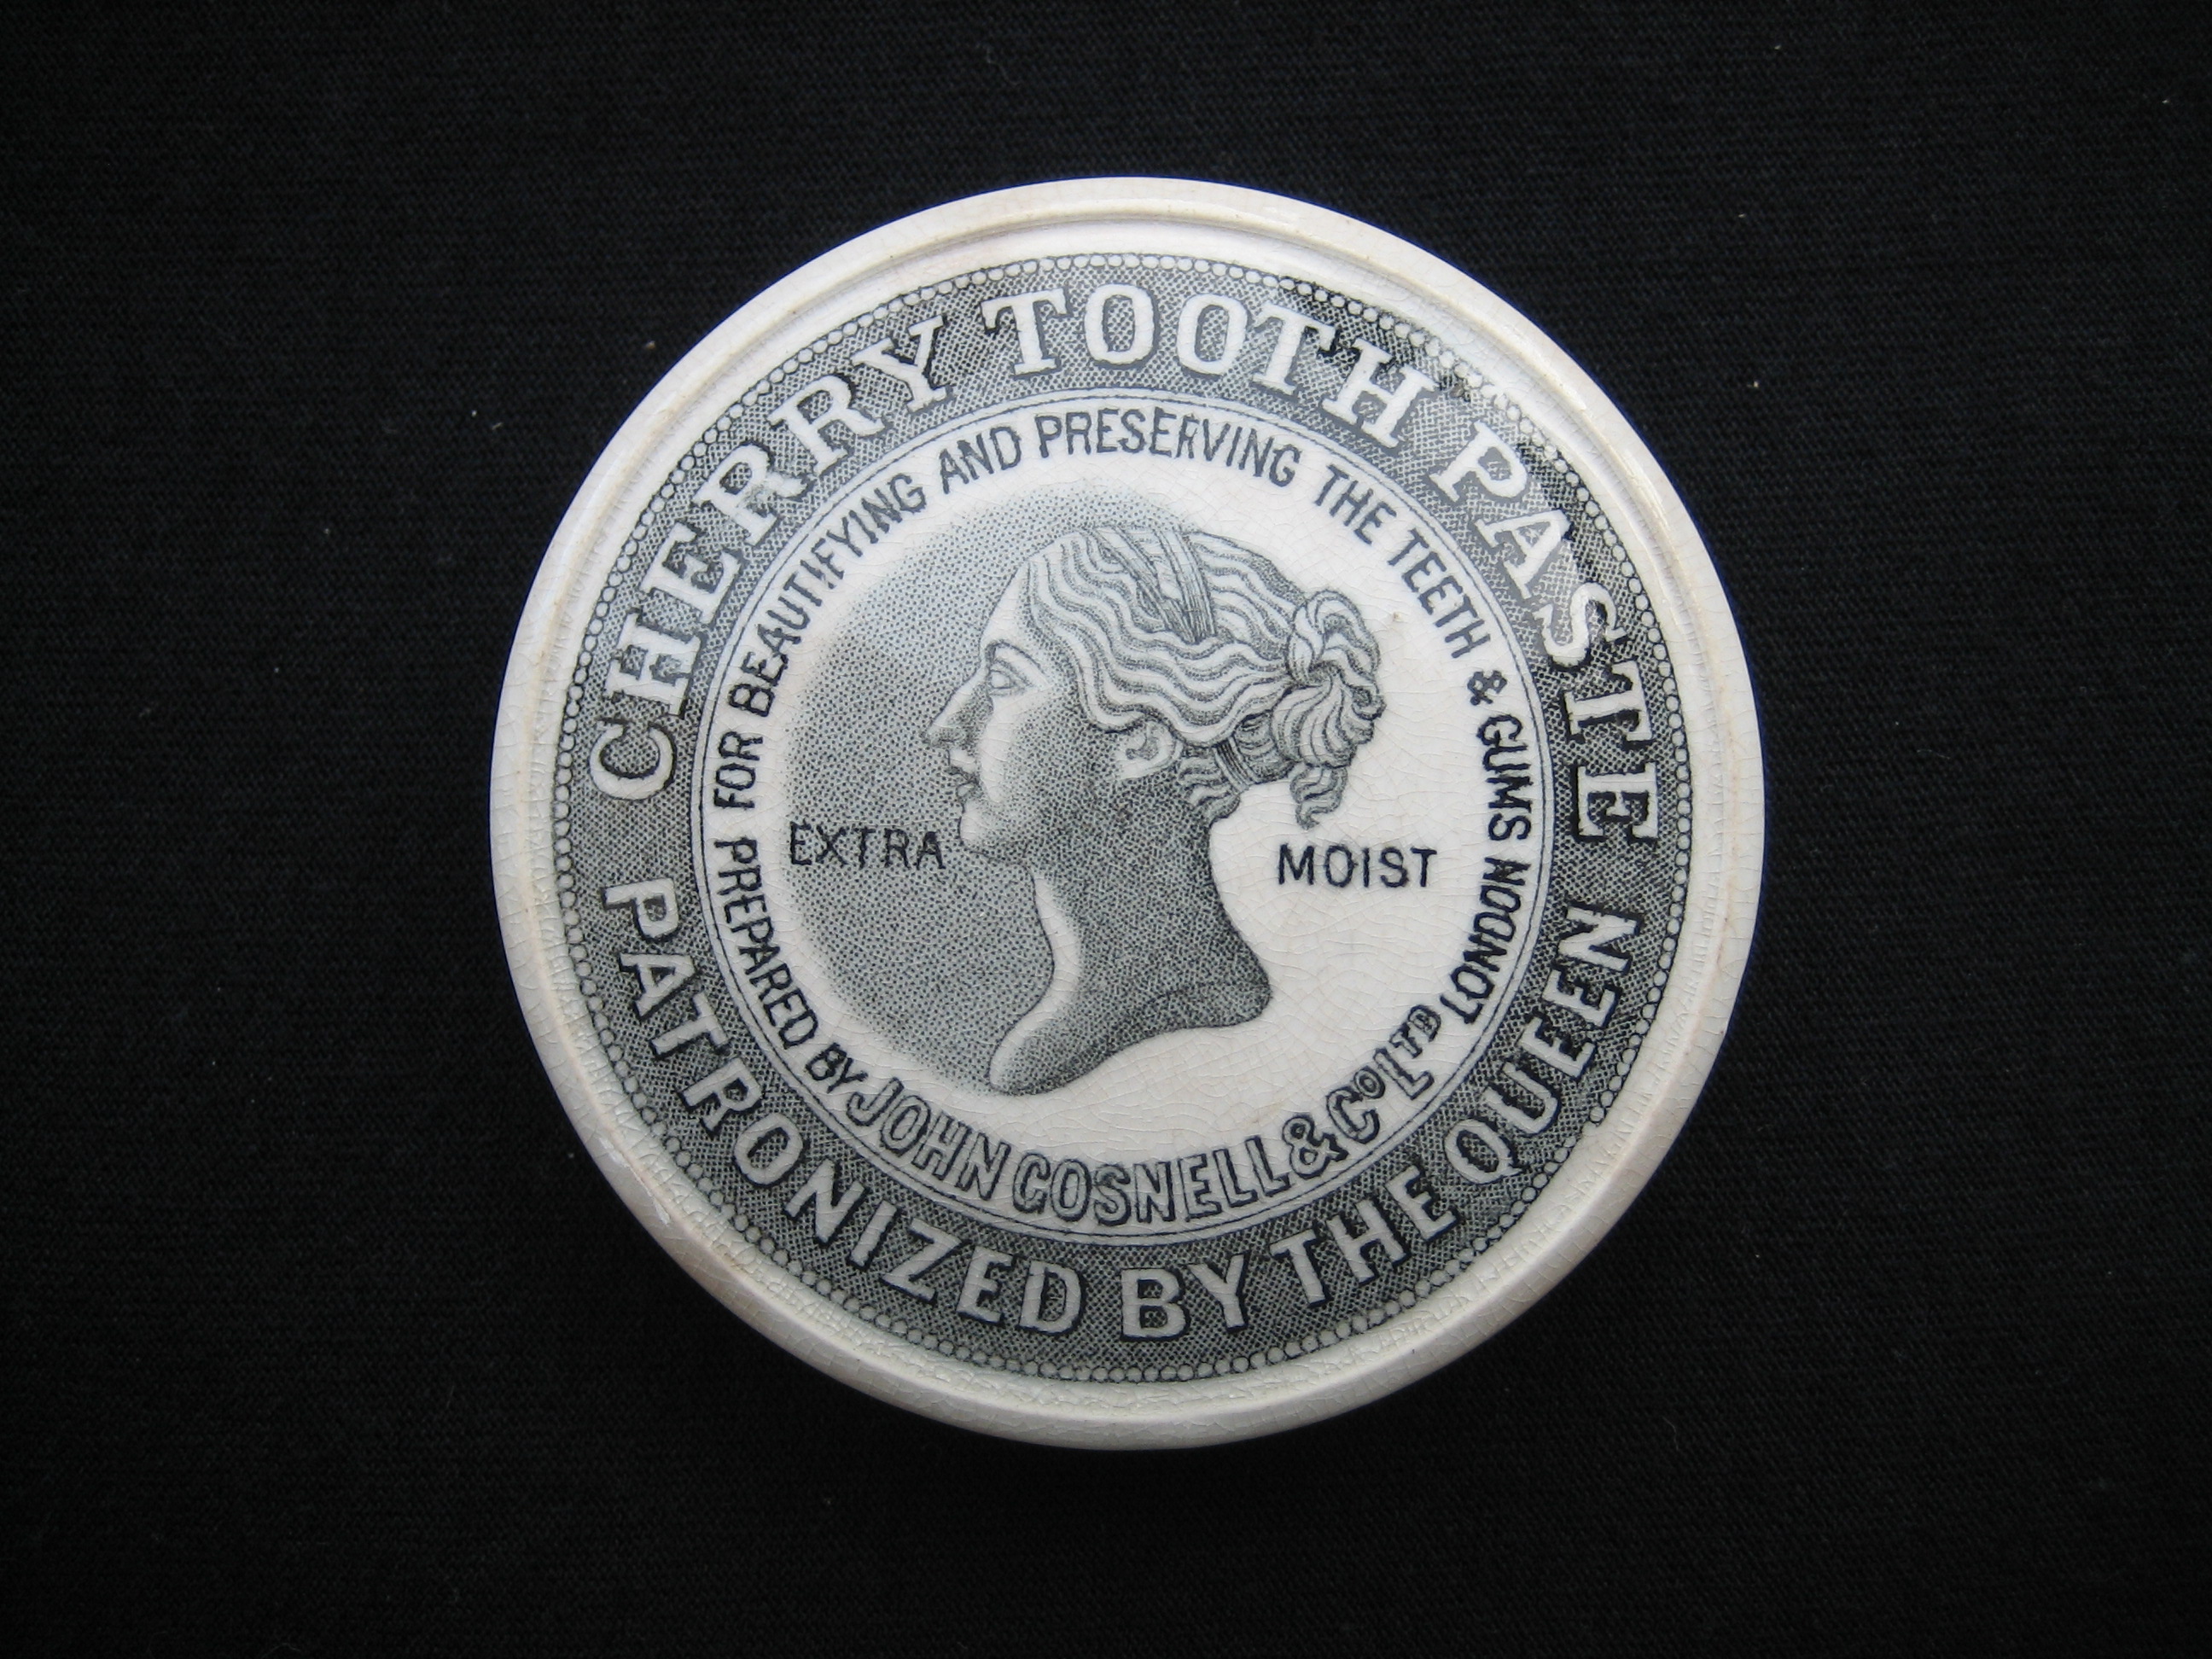 CHERRY TOOTH PASTE
PATRONIZED BY THE QUEEN
FOR BEAUTIFYING AND PRESERVING THE TEETH & GUMS
PREPARED BY JOHN GOSNELL & Co LTD LONDON
EXTRA MOIST